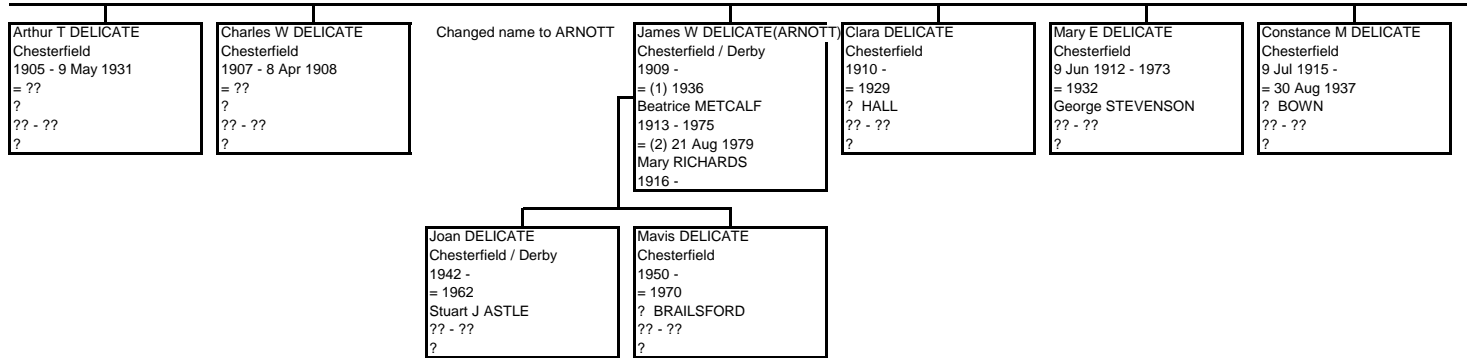 Arthur T DELICATE
Chesterfield
1905 - 9 May 1931
= ??
?
?? - ??
?
Charles W DELICATE
Chesterfield
1907 - 8 Apr 1908
= ??
?
?? - ??
?
Changed name to ARNOTT
James W DELICATE(ARNOTT)
Chesterfield / Derby
1909 -
= (1) 1936
Beatrice METCALF
1913 - 1975
= (2) 21 Aug 1979
Mary RICHARDS
1916 -
Clara DELICATE
Chesterfield
1910 -
= 1929
? HALL
?? - ??
?
Mary E DELICATE
Chesterfield
9 Jun 1912 - 1973
= 1932
George STEVENSON
?? - ??
?
Constance M DELICATE
Chesterfield
9 Jul 1915 -
= 30 Aug 1937
? BOWN
?? - ??
?
Joan DELICATE
Chesterfield / Derby
1942 -
= 1962
Stuart J ASTLE
?? - ??
?
Mavis DELICATE
Chesterfield
1950 -
= 1970
? BRAILSFORD
?? - ??
?